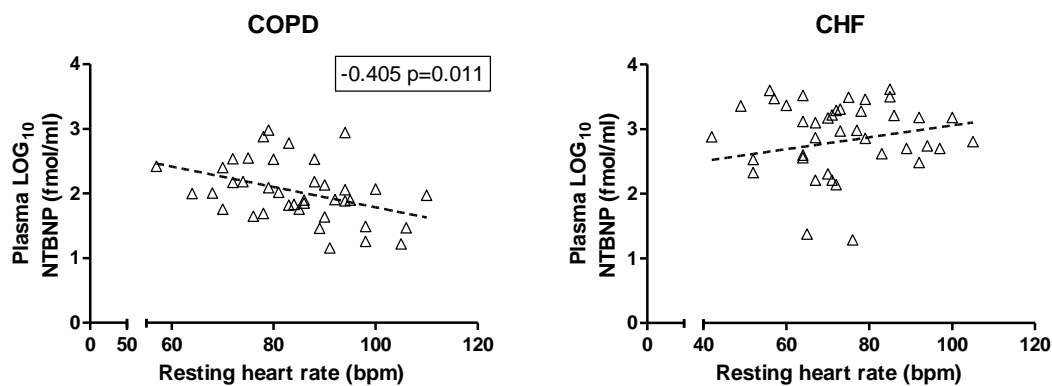 COPD
-0.405 p=0.011
Plasma LOG10
NTBNP (fmol/ml)
4
3
2
1
0
0 50 60 80 100 120
Resting heart rate (bpm)
CHF
Plasma LOG10
NTBNP (fmol/ml)
4
3
2
1
0
0 40 60 80 100 120
Resting heart rate (bpm)